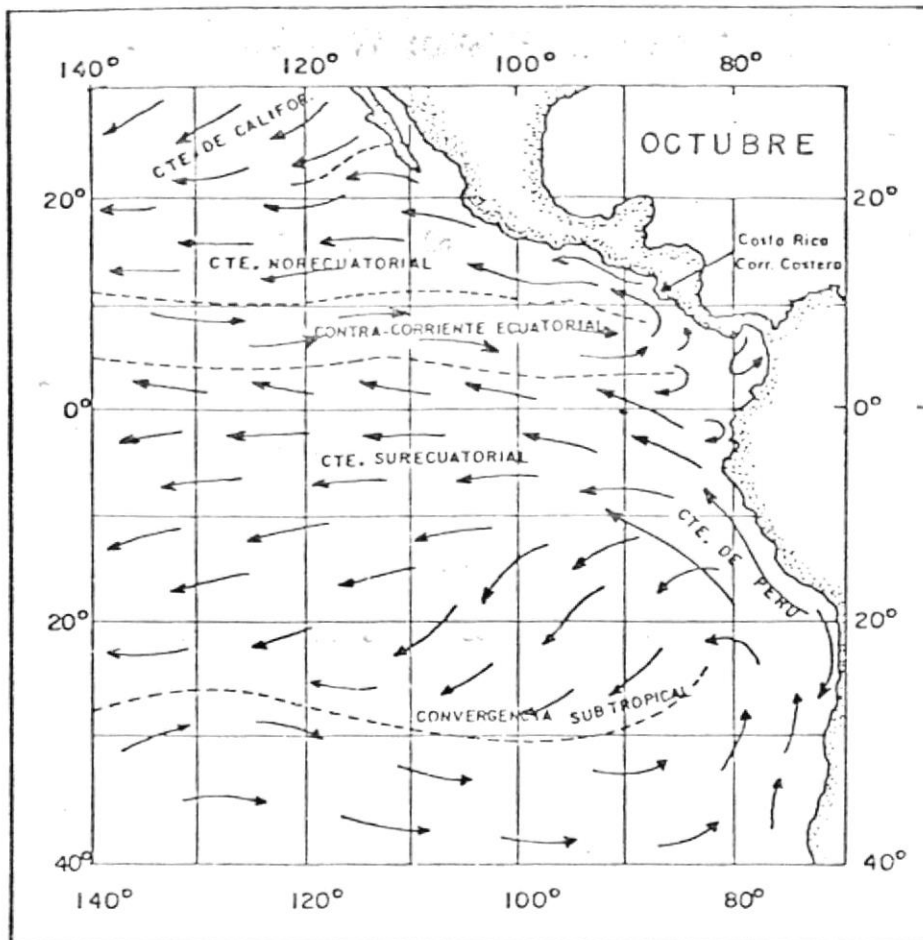 140° 120° 100° 80°
OCTUBRE
CTE. DE CALIFOR.
20° 20°
Costa Rica
Corr. Costera
CTE. NORECUATORIAL
CONTRA-CORRIENTE ECUATORIAL
0° 0°
CTE. SURECUATORIAL
CTE. DE PERU
20° 20°
CONVERGENCIA SUBTROPICAL
40° 40°
140° 120° 100° 80°